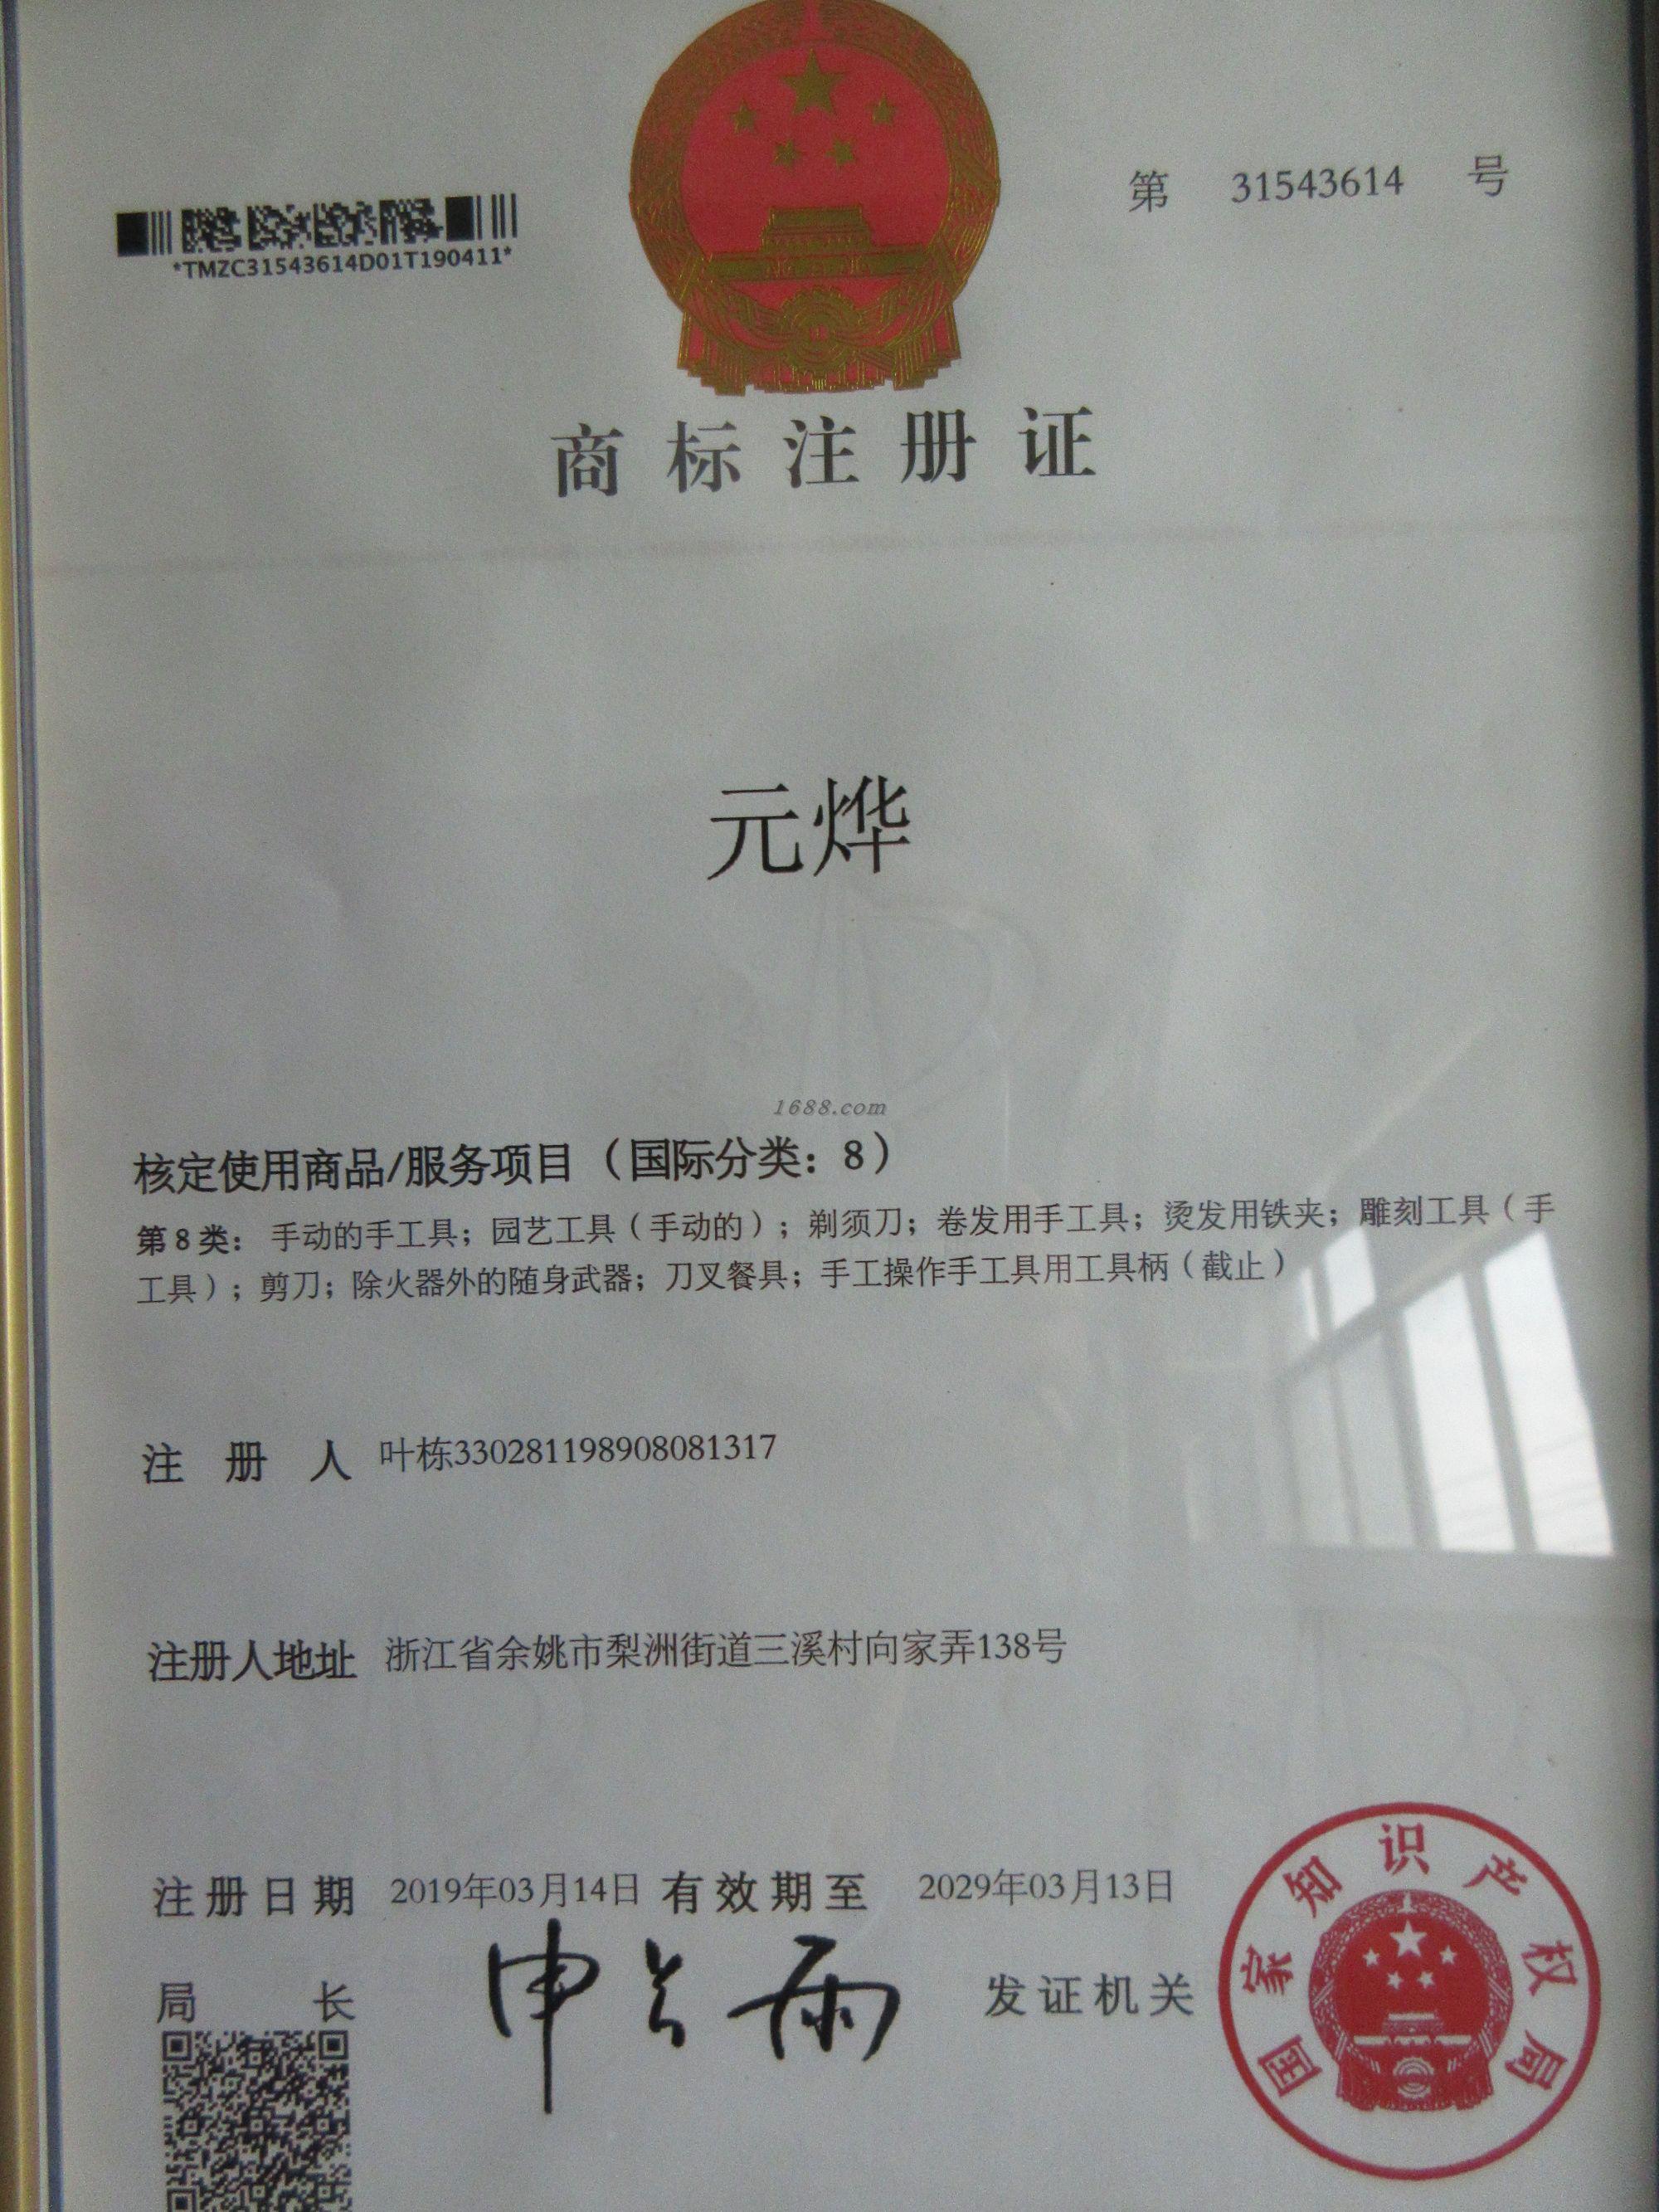 第 31543614 号
*TMZC31543614D01T190411*
商标注册证
元烨
1688.com
核定使用商品/服务项目（国际分类：8）
第8类： 手动的手工具；园艺工具（手动的）；剃须刀；卷发用手工具；烫发用铁夹；雕刻工具（手
工具）；剪刀；除火器外的随身武器；刀叉餐具；手工操作手工具用工具柄（截止）
注册人 叶栋330281198908081317
注册人地址 浙江省余姚市梨洲街道三溪村向家弄138号
注册日期 2019年03月14日 有效期至 2029年03月13日
局长 申长雨 发证机关
国家知识产权局